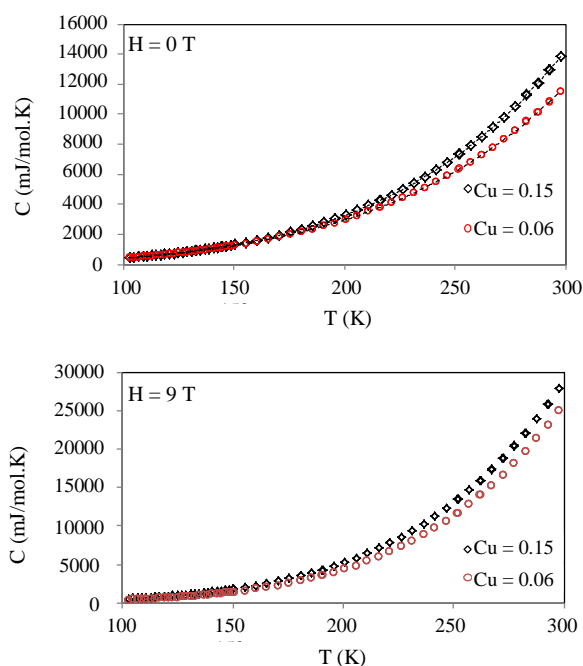 16000
H = 0 T
14000
12000
10000
C (mJ/mol.K)
8000
6000
4000
Cu = 0.15
Cu = 0.06
2000
0
100 150 200 250 300
T (K)
30000
H = 9 T
25000
20000
C (mJ/mol.K)
15000
10000
5000
Cu = 0.15
Cu = 0.06
0
100 150 200 250 300
T (K)